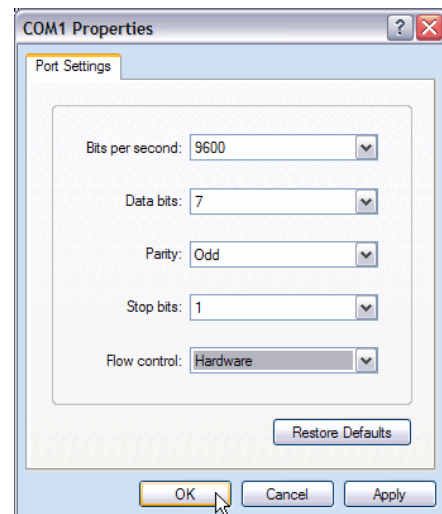 COM1 Properties
Port Settings
Bits per second: 9600
Data bits: 7
Parity: Odd
Stop bits: 1
Flow control: Hardware
Restore Defaults
OK Cancel Apply